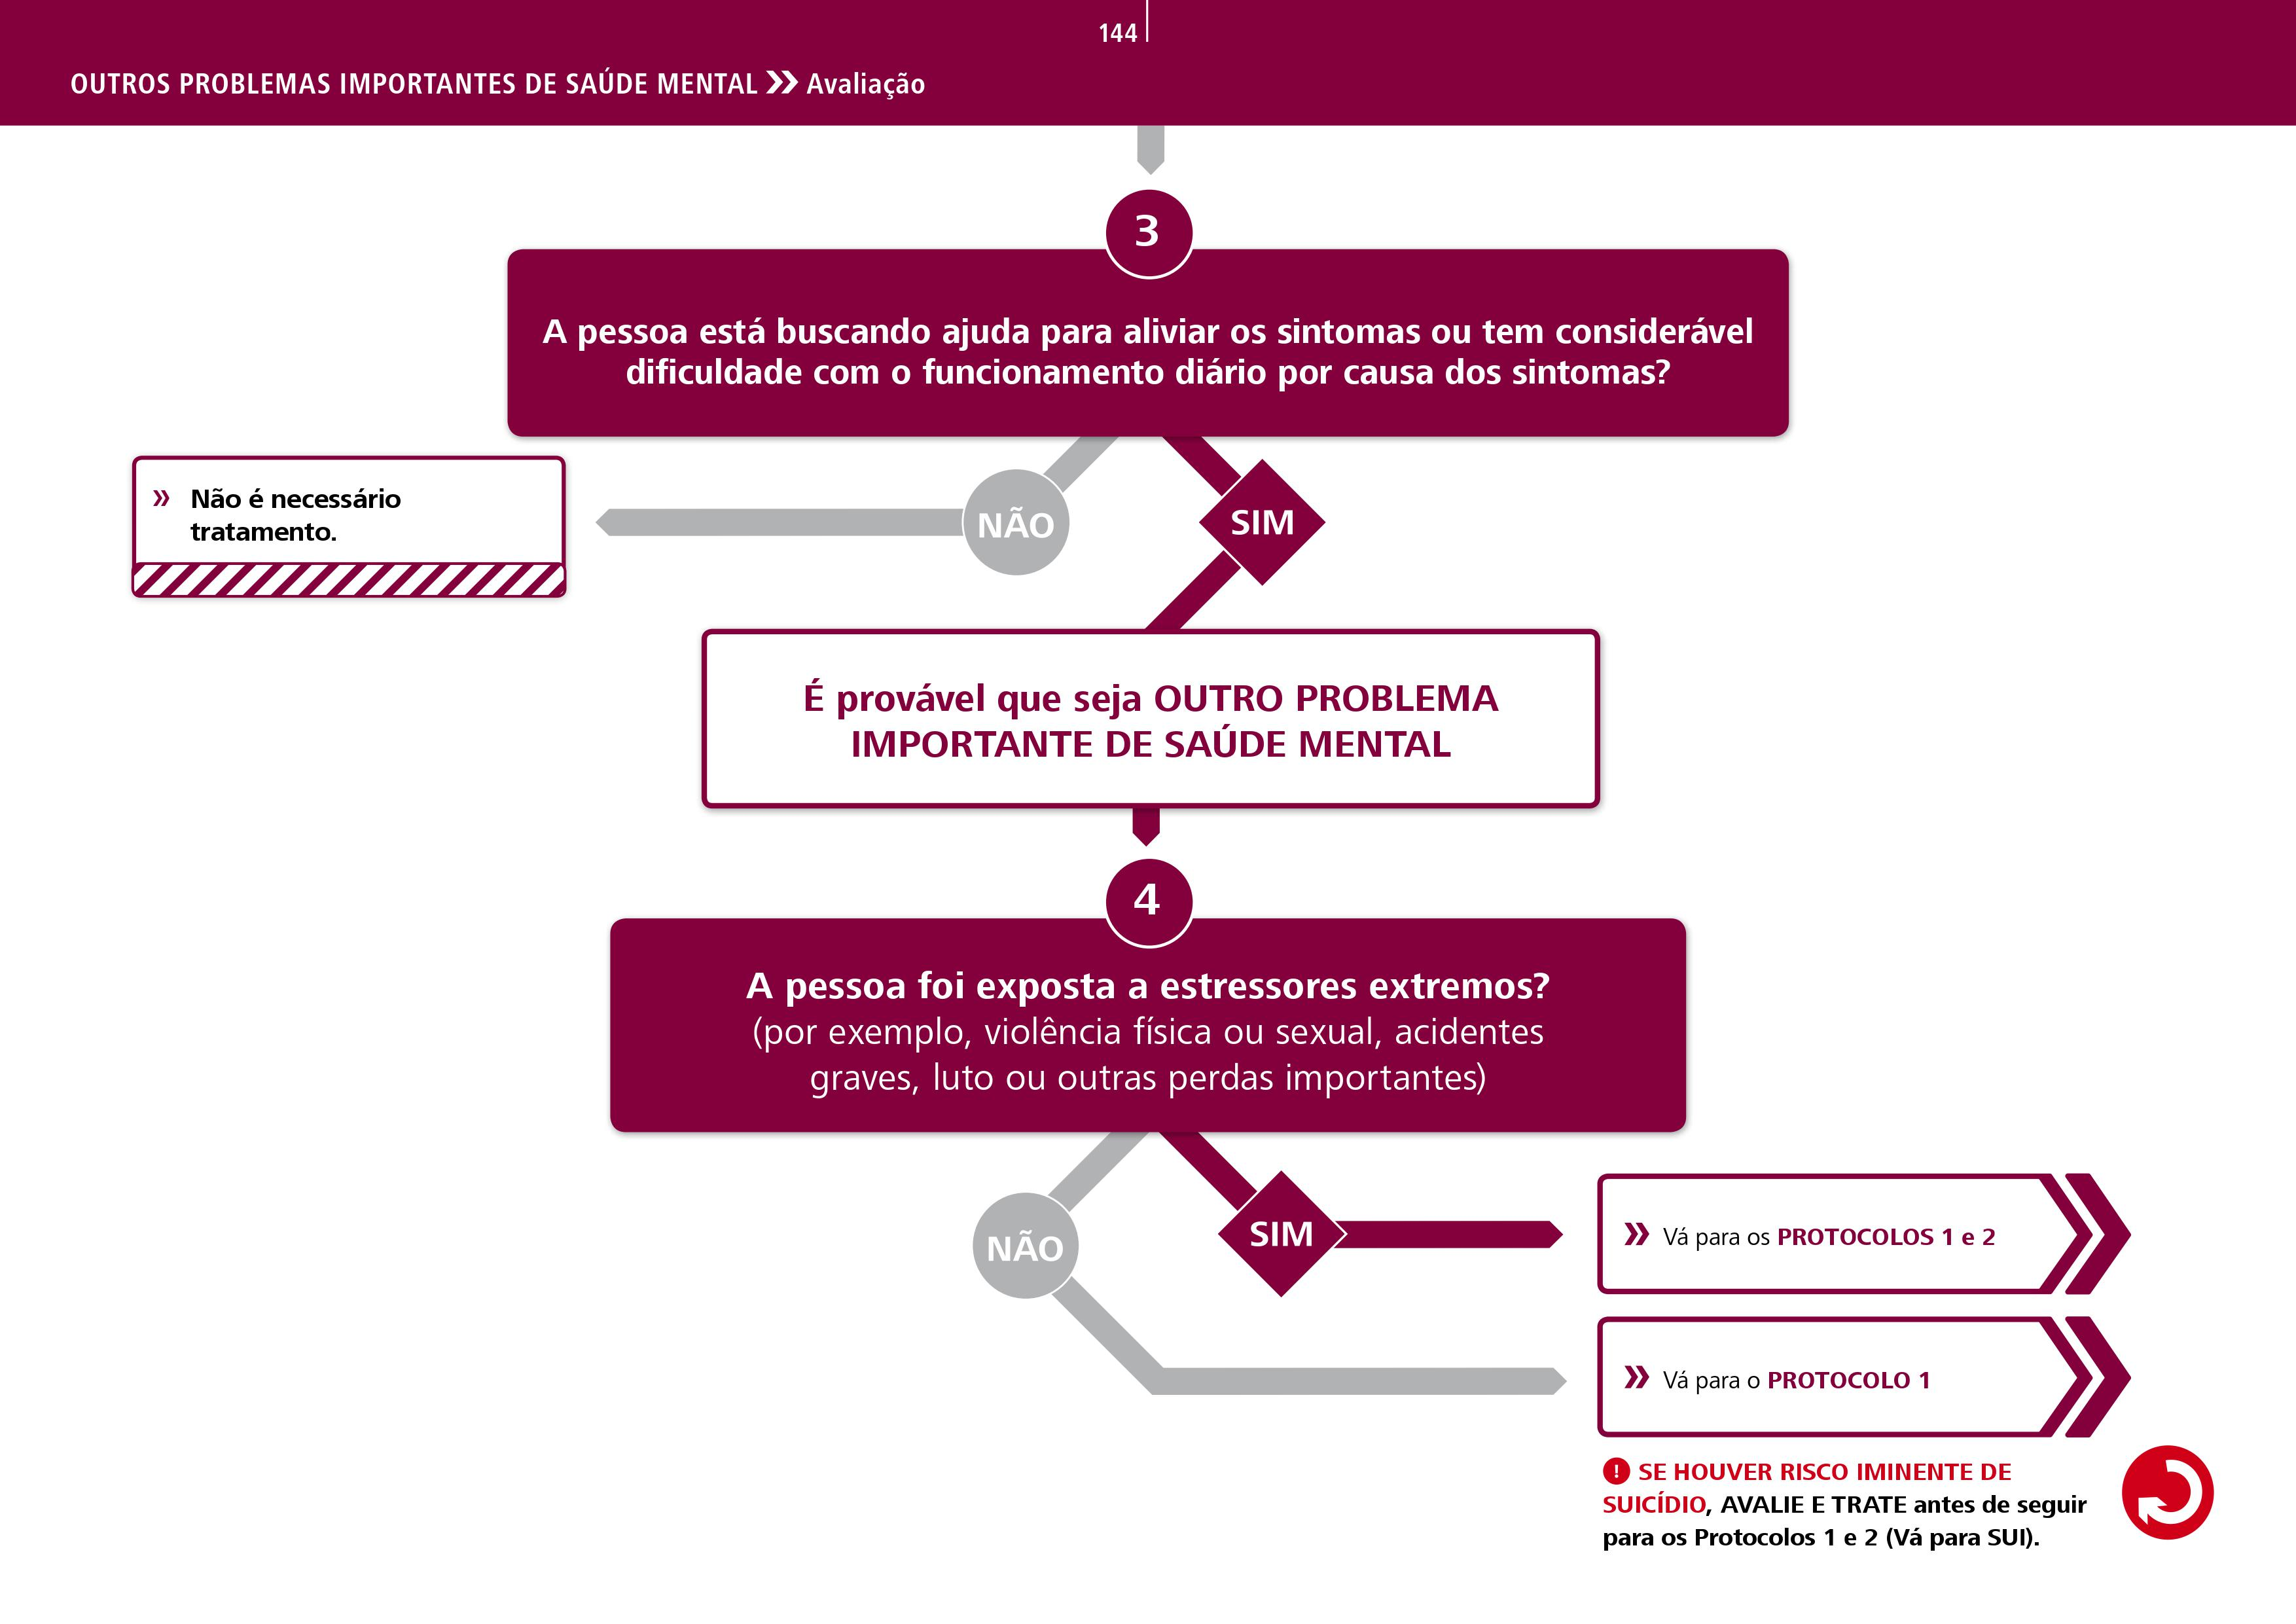 144
OUTROS PROBLEMAS IMPORTANTES DE SAÚDE MENTAL » Avaliação
3
A pessoa está buscando ajuda para aliviar os sintomas ou tem considerável
dificuldade com o funcionamento diário por causa dos sintomas?
» Não é necessário
tratamento.
NÃO
SIM
É provável que seja OUTRO PROBLEMA
IMPORTANTE DE SAÚDE MENTAL
4
A pessoa foi exposta a estressores extremos?
(por exemplo, violência física ou sexual, acidentes
graves, luto ou outras perdas importantes)
NÃO
SIM
» Vá para os PROTOCOLOS 1 e 2
» Vá para o PROTOCOLO 1
! SE HOUVER RISCO IMINENTE DE
SUICÍDIO, AVALIE E TRATE antes de seguir
para os Protocolos 1 e 2 (Vá para SUI).